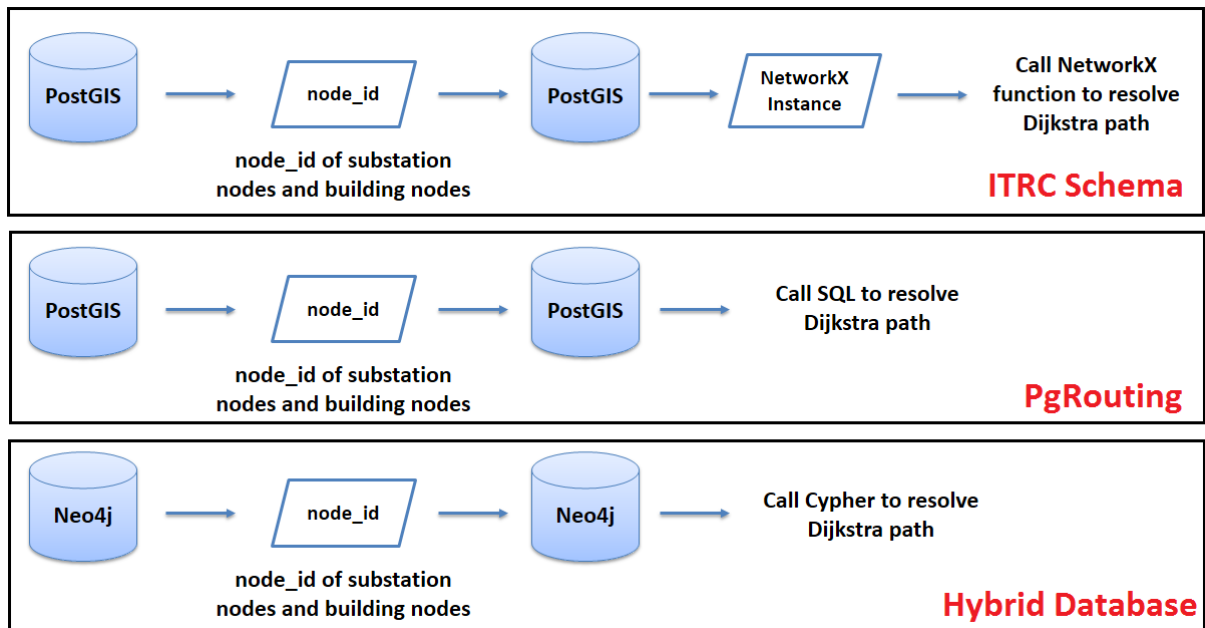 PostGIS
node_id
PostGIS
NetworkX
Instance
Call NetworkX
function to resolve
Dijkstra path
node_id of substation
nodes and building nodes
ITRC Schema
PostGIS
node_id
PostGIS
Call SQL to resolve
Dijkstra path
node_id of substation
nodes and building nodes
PgRouting
Neo4j
node_id
Neo4j
Call Cypher to resolve
Dijkstra path
node_id of substation
nodes and building nodes
Hybrid Database